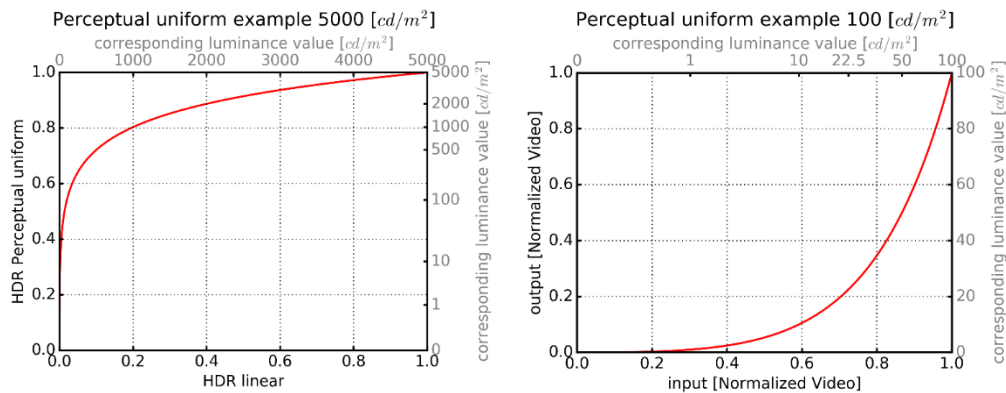 Perceptual uniform example 5000 [cd/m²]
corresponding luminance value [cd/m²]
0 1000 2000 3000 4000 5000
1.0
0.8
0.6
0.4
0.2
0.0
HDR Perceptual uniform
5000
2000
1000
500
100
10
1
0
corresponding luminance value [cd/m²]
0.0 0.2 0.4 0.6 0.8 1.0
HDR linear
Perceptual uniform example 100 [cd/m²]
corresponding luminance value [cd/m²]
0 1 10 22.5 50 100
1.0
0.8
0.6
0.4
0.2
0.0
output [Normalized Video]
100
80
60
40
20
0
corresponding luminance value [cd/m²]
0.0 0.2 0.4 0.6 0.8 1.0
input [Normalized Video]